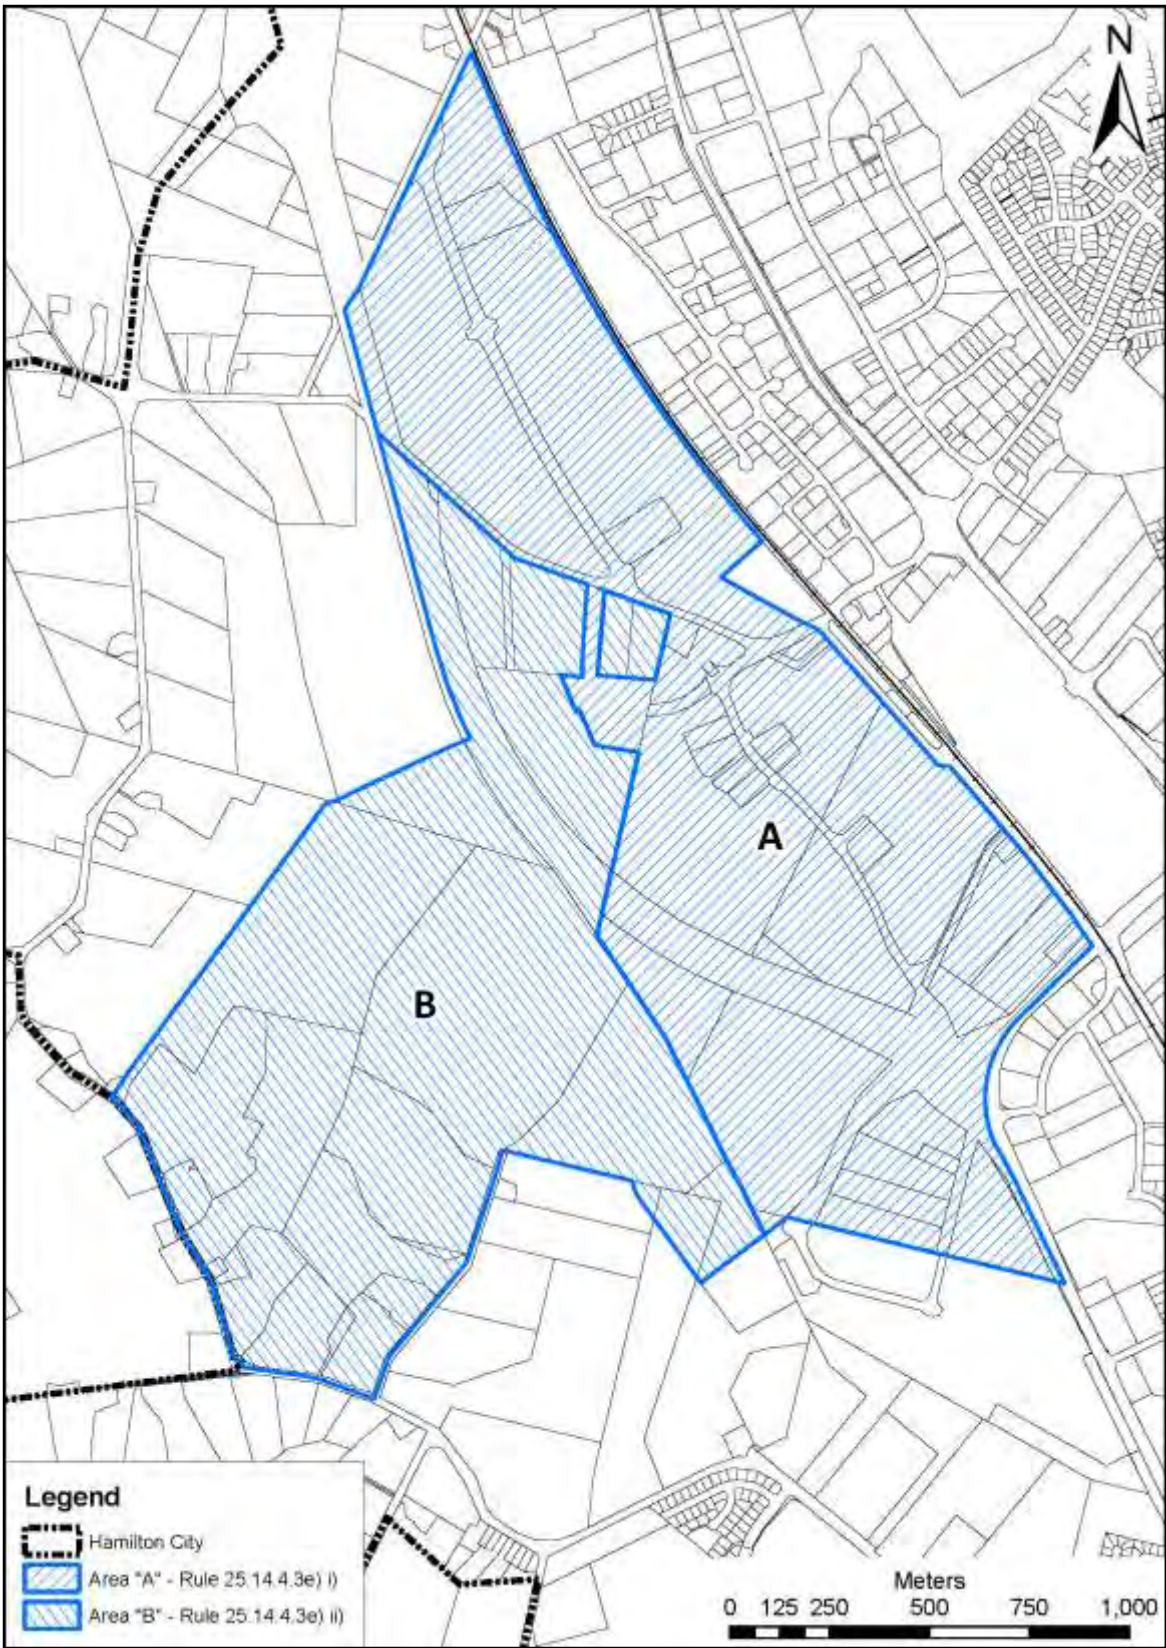 N
A
B
Legend
Hamilton City
Area "A" - Rule 25.14.4.3e) i)
Area "B" - Rule 25.14.4.3e) ii)
Meters
0 125 250 500 750 1,000